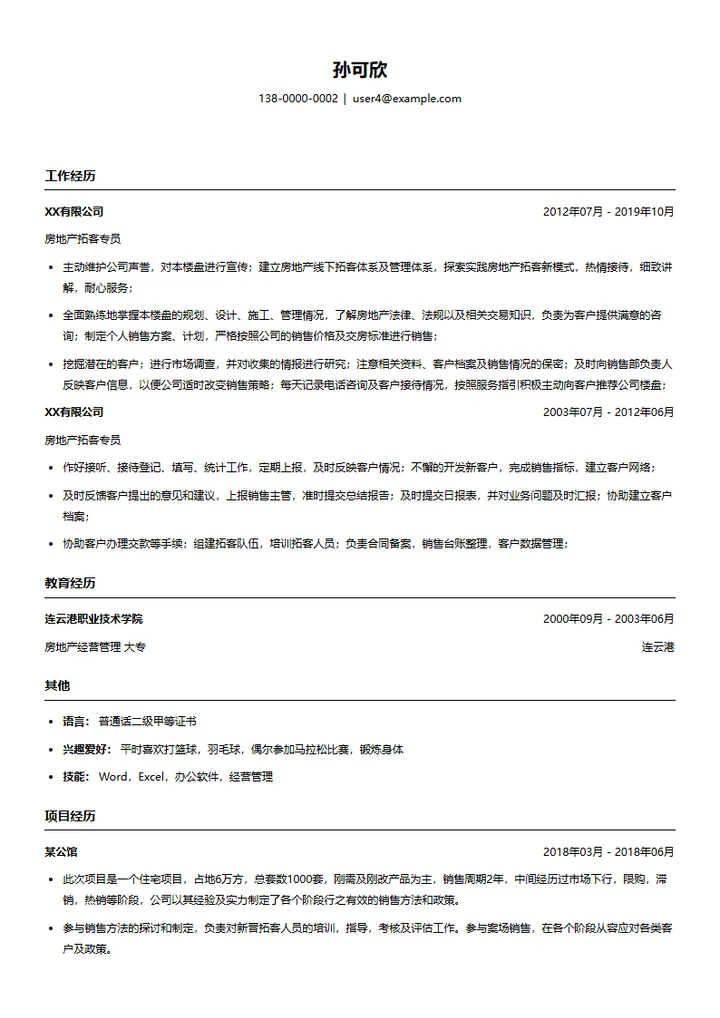 孙可欣
138-0000-0002 | user4@example.com
工作经历
XX有限公司 2012年07月 - 2019年10月
房地产拓客专员
• 主动维护公司声誉，对本楼盘进行宣传；建立房地产线下拓客体系及管理体系，探索实践房地产拓客新模式，热情接待，细致讲
解，耐心服务；
• 全面熟练地掌握本楼盘的规划、设计、施工、管理情况，了解房地产法律、法规以及相关交易知识，负责为客户提供满意的咨
询；制定个人销售方案、计划，严格按照公司的销售价格及交房标准进行销售；
• 挖掘潜在的客户；进行市场调查，并对收集的情报进行研究；注意相关资料、客户档案及销售情况的保密；及时向销售部负责人
反映客户信息，以便公司适时改变销售策略；每天记录电话咨询及客户接待情况，按照服务指引积极主动向客户推荐公司楼盘；
XX有限公司 2003年07月 - 2012年06月
房地产拓客专员
• 作好接听、接待登记、填写、统计工作，定期上报，及时反映客户情况；不懈的开发新客户，完成销售指标，建立客户网络；
• 及时反馈客户提出的意见和建议，上报销售主管，准时提交总结报告；及时提交日报表，并对业务问题及时汇报；协助建立客户
档案；
• 协助客户办理交款等手续；组建拓客队伍，培训拓客人员；负责合同备案，销售台账整理，客户数据管理；
教育经历
连云港职业技术学院 2000年09月 - 2003年06月
房地产经营管理 大专 连云港
其他
• 语言： 普通话二级甲等证书
• 兴趣爱好： 平时喜欢打篮球，羽毛球，偶尔参加马拉松比赛，锻炼身体
• 技能： Word，Excel，办公软件，经营管理
项目经历
某公馆 2018年03月 - 2018年06月
• 此次项目是一个住宅项目，占地6万方，总套数1000套，刚需及刚改产品为主，销售周期2年，中间经历过市场下行，限购，滞
销，热销等阶段，公司以其经验及实力制定了各个阶段行之有效的销售方法和政策。
• 参与销售方法的探讨和制定，负责对新晋拓客人员的培训，指导，考核及评估工作。参与案场销售，在各个阶段从容应对各类客
户及政策。